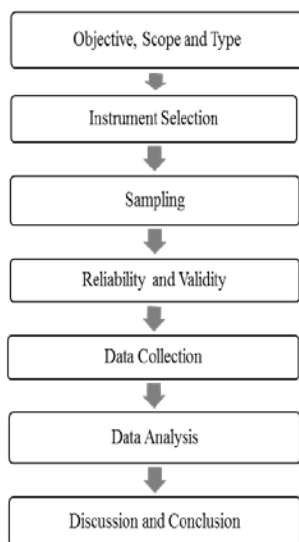 Objective, Scope and Type
Instrument Selection
Sampling
Reliability and Validity
Data Collection
Data Analysis
Discussion and Conclusion